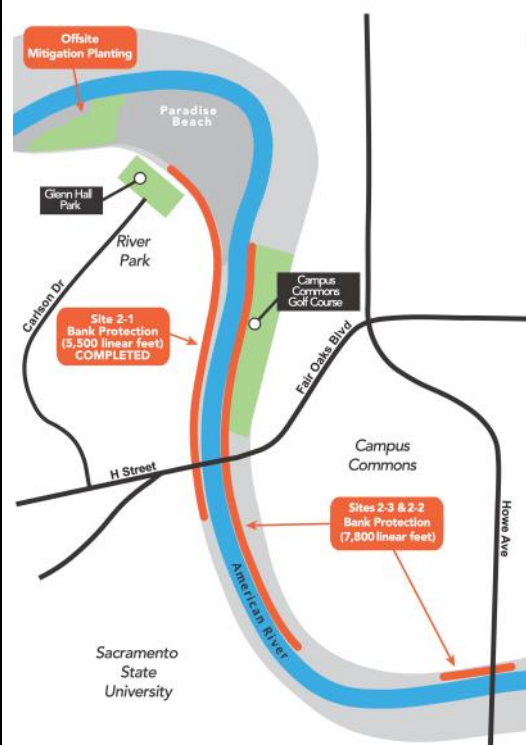 Offsite
Mitigation Planting
Paradise
Beach
Glenn Hall
Park
River
Park
Carlson Dr
Campus
Commons
Golf Course
Site 2-1
Bank Protection
(5,500 linear feet)
COMPLETED
Fair Oaks Blvd
H Street
Campus
Commons
Sites 2-3 & 2-2
Bank Protection
(7,800 linear feet)
Howe Ave
American River
Sacramento
State
University